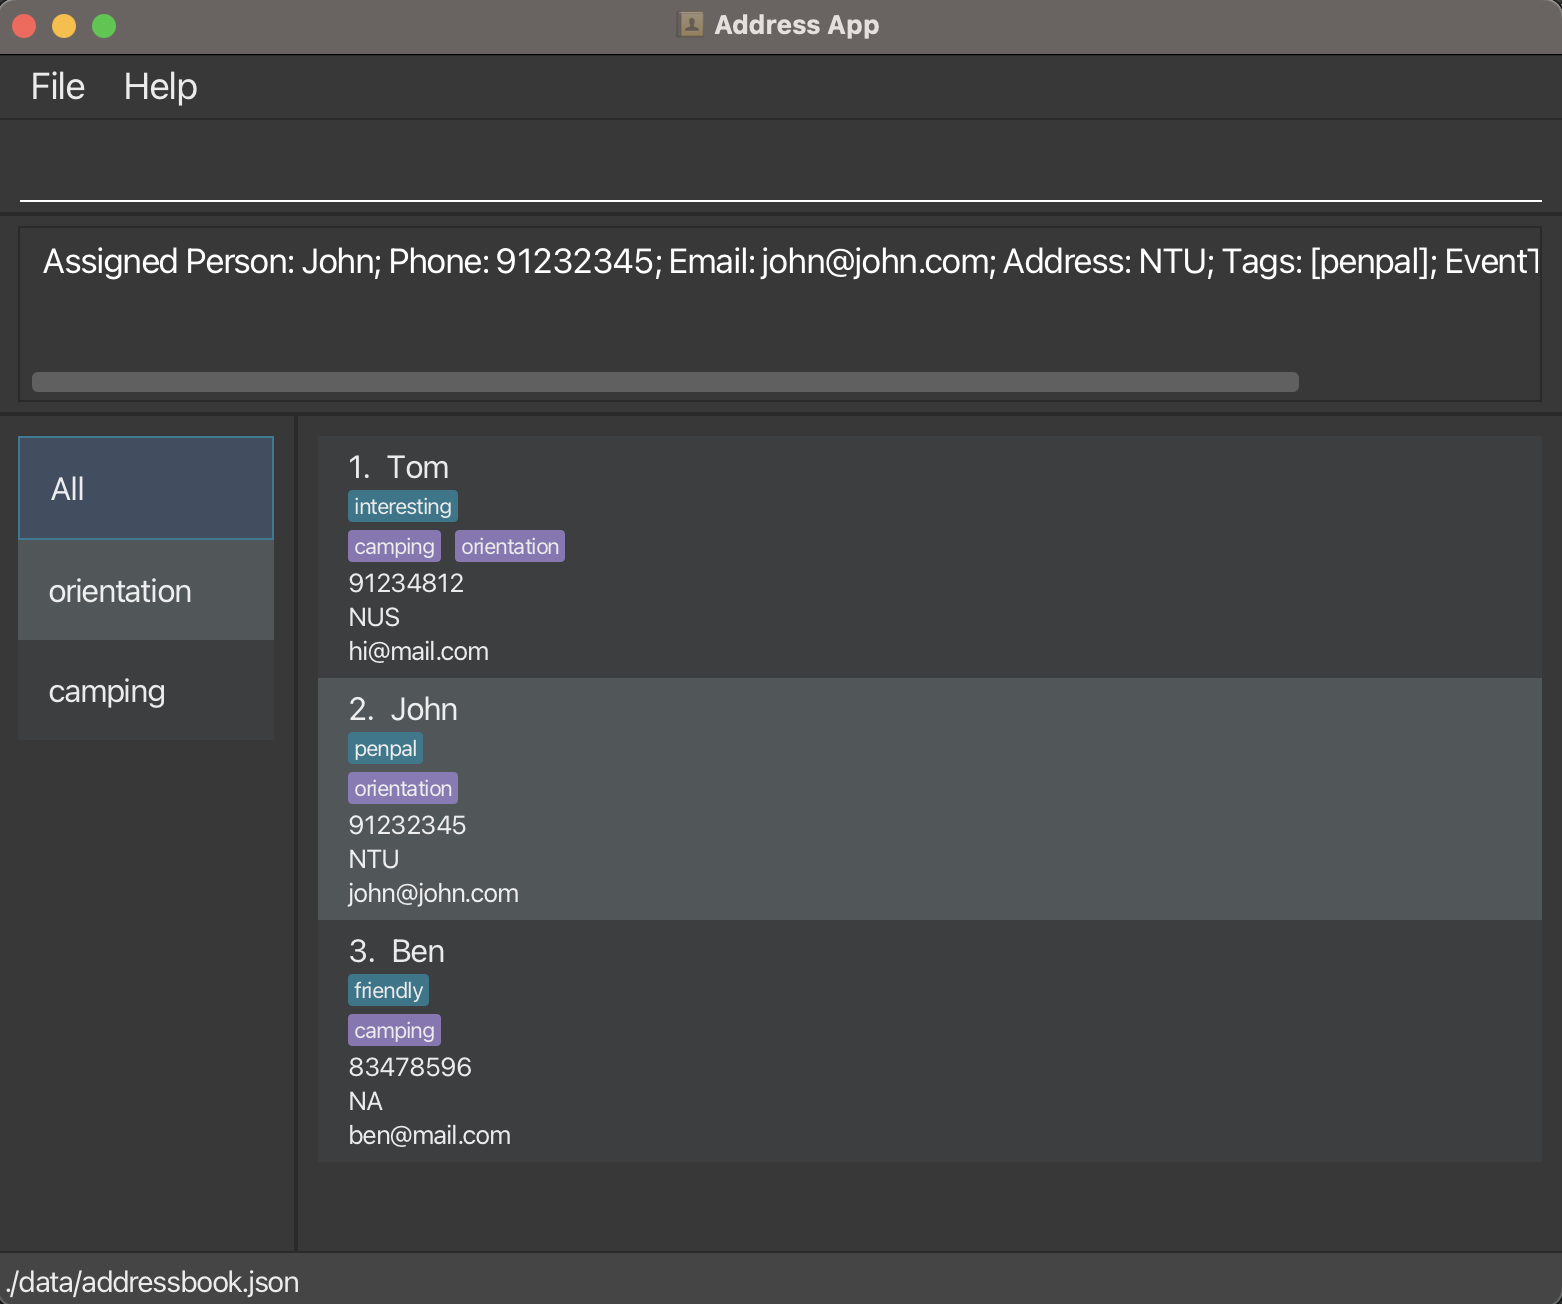 Address App
File Help
Assigned Person: John; Phone: 91232345; Email: john@john.com; Address: NTU; Tags: [penpal]; EventT
All
orientation
camping
1. Tom
interesting
camping orientation
91234812
NUS
hi@mail.com
2. John
penpal
orientation
91232345
NTU
john@john.com
3. Ben
friendly
camping
83478596
NA
ben@mail.com
./data/addressbook.json